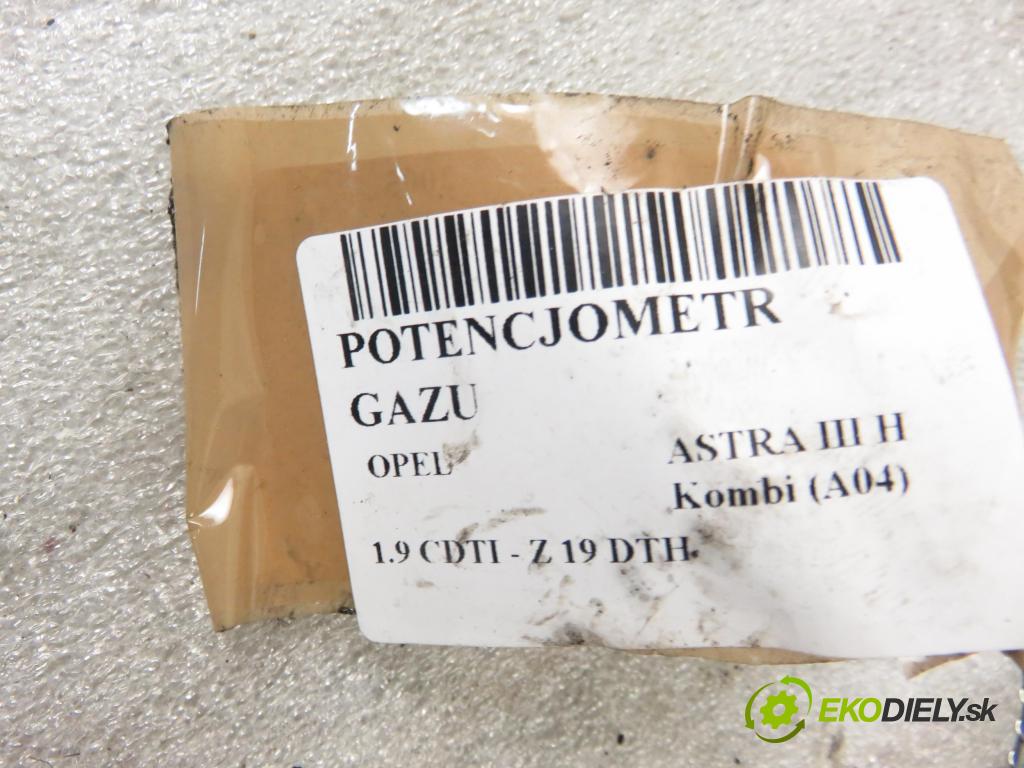 POTENCJOMETR
GAZU
OPEL
ASTRA III H
Kombi (A04)
1.9 CDTI - Z 19 DTH
EKODIELY.sk